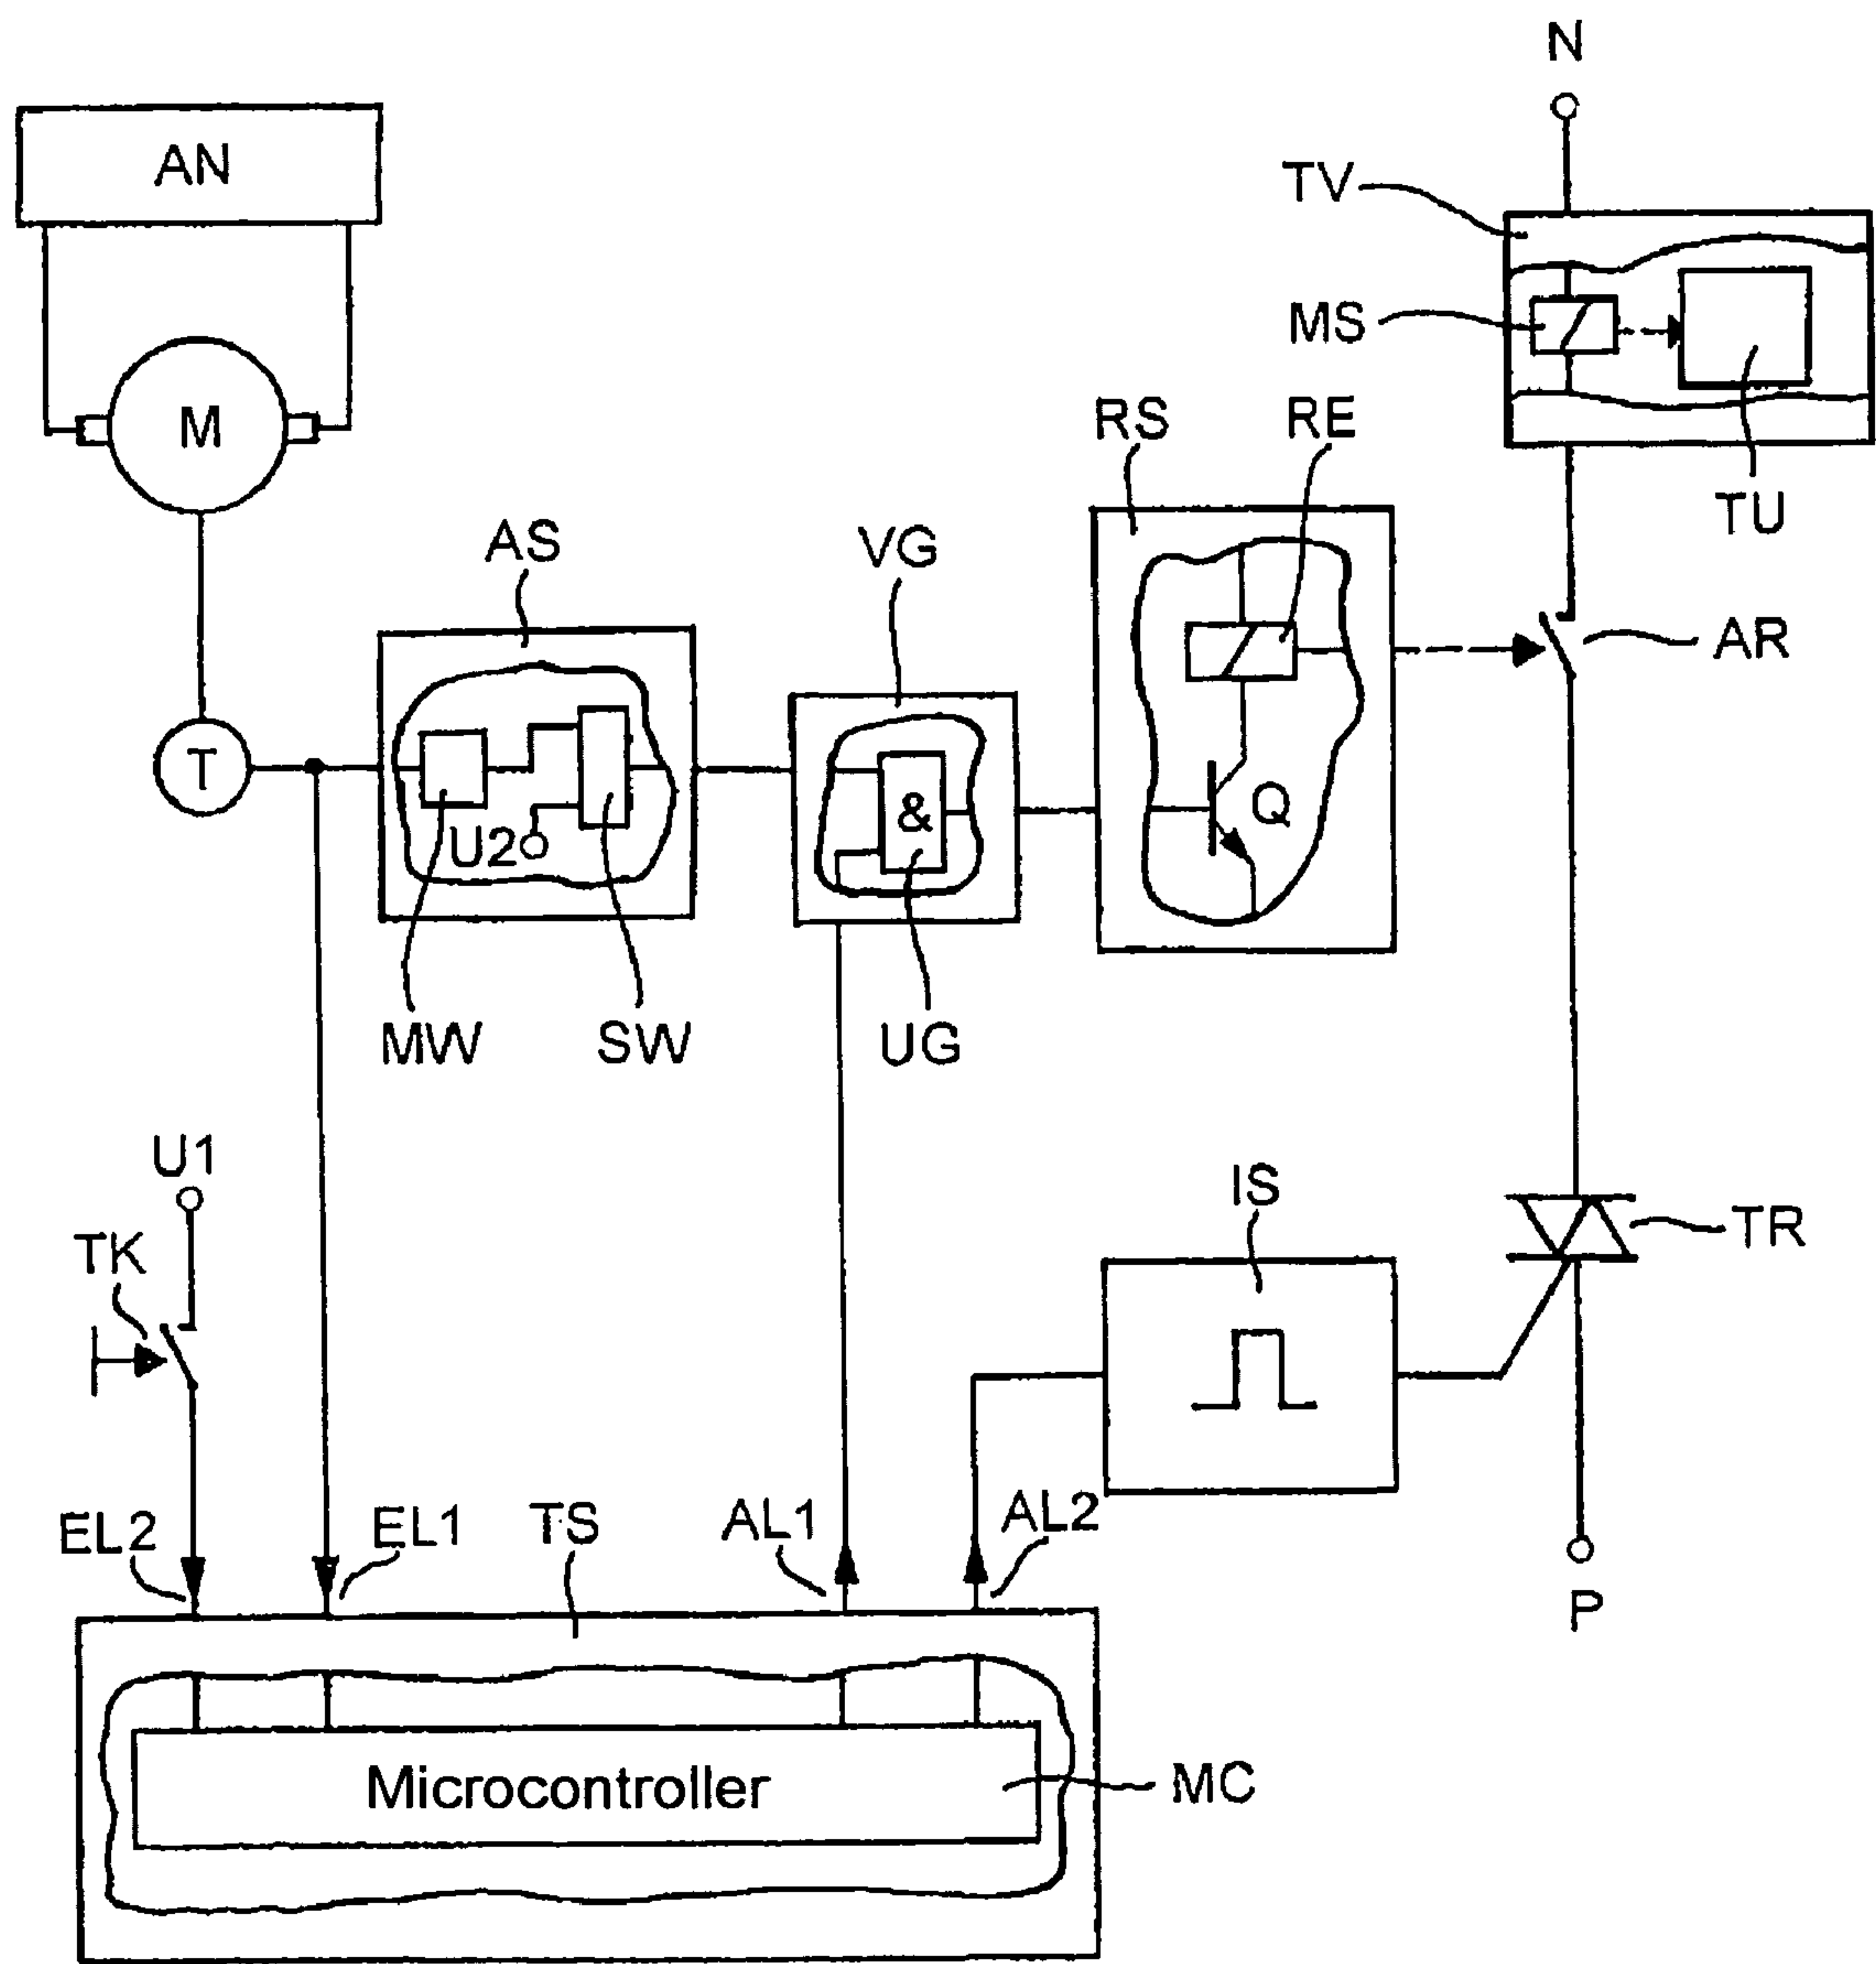 N
AN
TV
MS
M
RS
RE
TU
AS
VG
AR
T
&
Q
U2
MW
SW
UG
U1
IS
TK
TR
EL2
EL1
TS
AL1
AL2
P
Microcontroller
MC